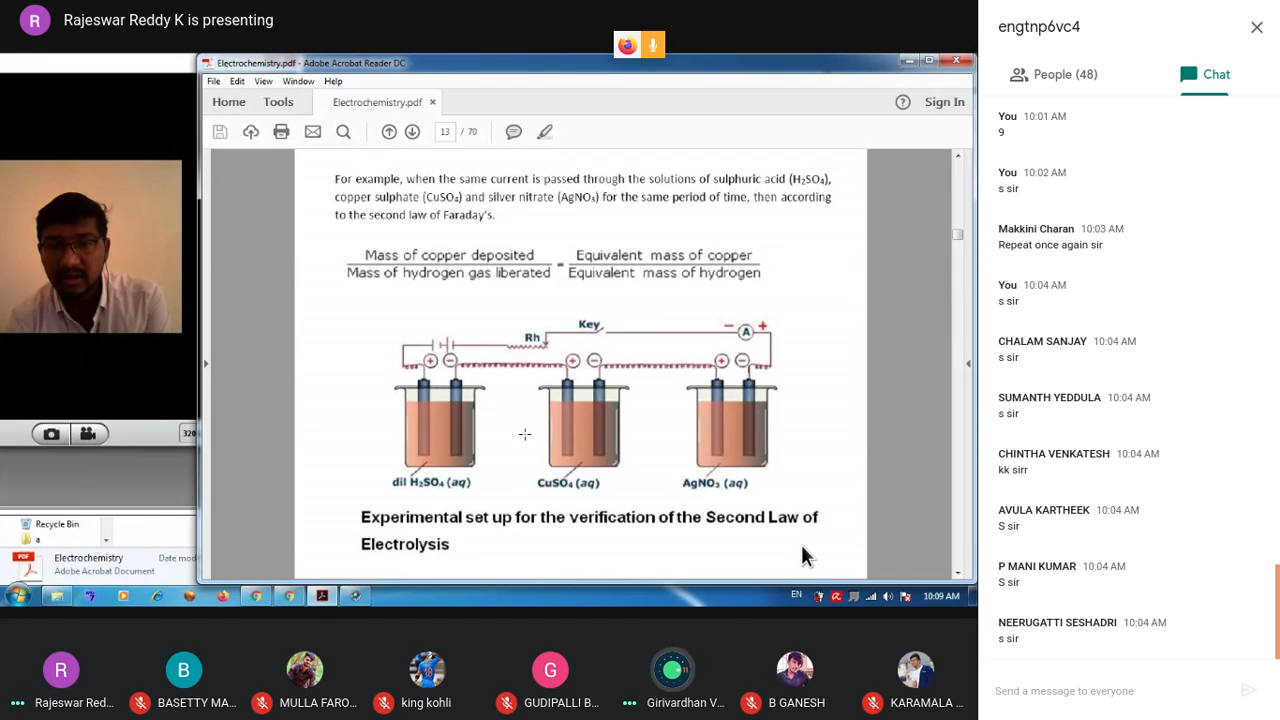 R Rajeswar Reddy K is presenting
Electrochemistry.pdf - Adobe Acrobat Reader DC
File Edit View Window Help
Home Tools Electrochemistry.pdf × ? Sign In
13 / 70
For example, when the same current is passed through the solutions of sulphuric acid (H₂SO₄),
copper sulphate (CuSO₄) and silver nitrate (AgNO₃) for the same period of time, then according
to the second law of Faraday's.
Mass of copper deposited / Mass of hydrogen gas liberated = Equivalent mass of copper / Equivalent mass of hydrogen
Rh Key − A +
+ − + − + −
dil H₂SO₄ (aq) CuSO₄ (aq) AgNO₃ (aq)
Experimental set up for the verification of the Second Law of
Electrolysis
320
Recycle Bin
a
PDF Electrochemistry Date mod
Adobe Acrobat Document
EN 10:09 AM
R B G
Rajeswar Red... BASETTY MA... MULLA FARO... king kohli GUDIPALLI B... Girivardhan V... B GANESH KARAMALA ...
engtnp6vc4
People (48) Chat
You 10:01 AM
9
You 10:02 AM
s sir
Makkini Charan 10:03 AM
Repeat once again sir
You 10:04 AM
s sir
CHALAM SANJAY 10:04 AM
s sir
SUMANTH YEDDULA 10:04 AM
s sir
CHINTHA VENKATESH 10:04 AM
kk sirr
AVULA KARTHEEK 10:04 AM
S sir
P MANI KUMAR 10:04 AM
S sir
NEERUGATTI SESHADRI 10:04 AM
s sir
Send a message to everyone